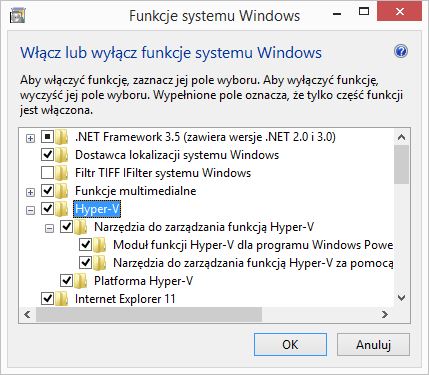 Funkcje systemu Windows
Włącz lub wyłącz funkcje systemu Windows
Aby włączyć funkcję, zaznacz jej pole wyboru. Aby wyłączyć funkcję,
wyczyść jej pole wyboru. Wypełnione pole oznacza, że tylko część funkcji
jest włączona.
.NET Framework 3.5 (zawiera wersje .NET 2.0 i 3.0)
Dostawca lokalizacji systemu Windows
Filtr TIFF IFilter systemu Windows
Funkcje multimedialne
Hyper-V
Narzędzia do zarządzania funkcją Hyper-V
Moduł funkcji Hyper-V dla programu Windows Powe
Narzędzia do zarządzania funkcją Hyper-V za pomocą
Platforma Hyper-V
Internet Explorer 11
OK Anuluj